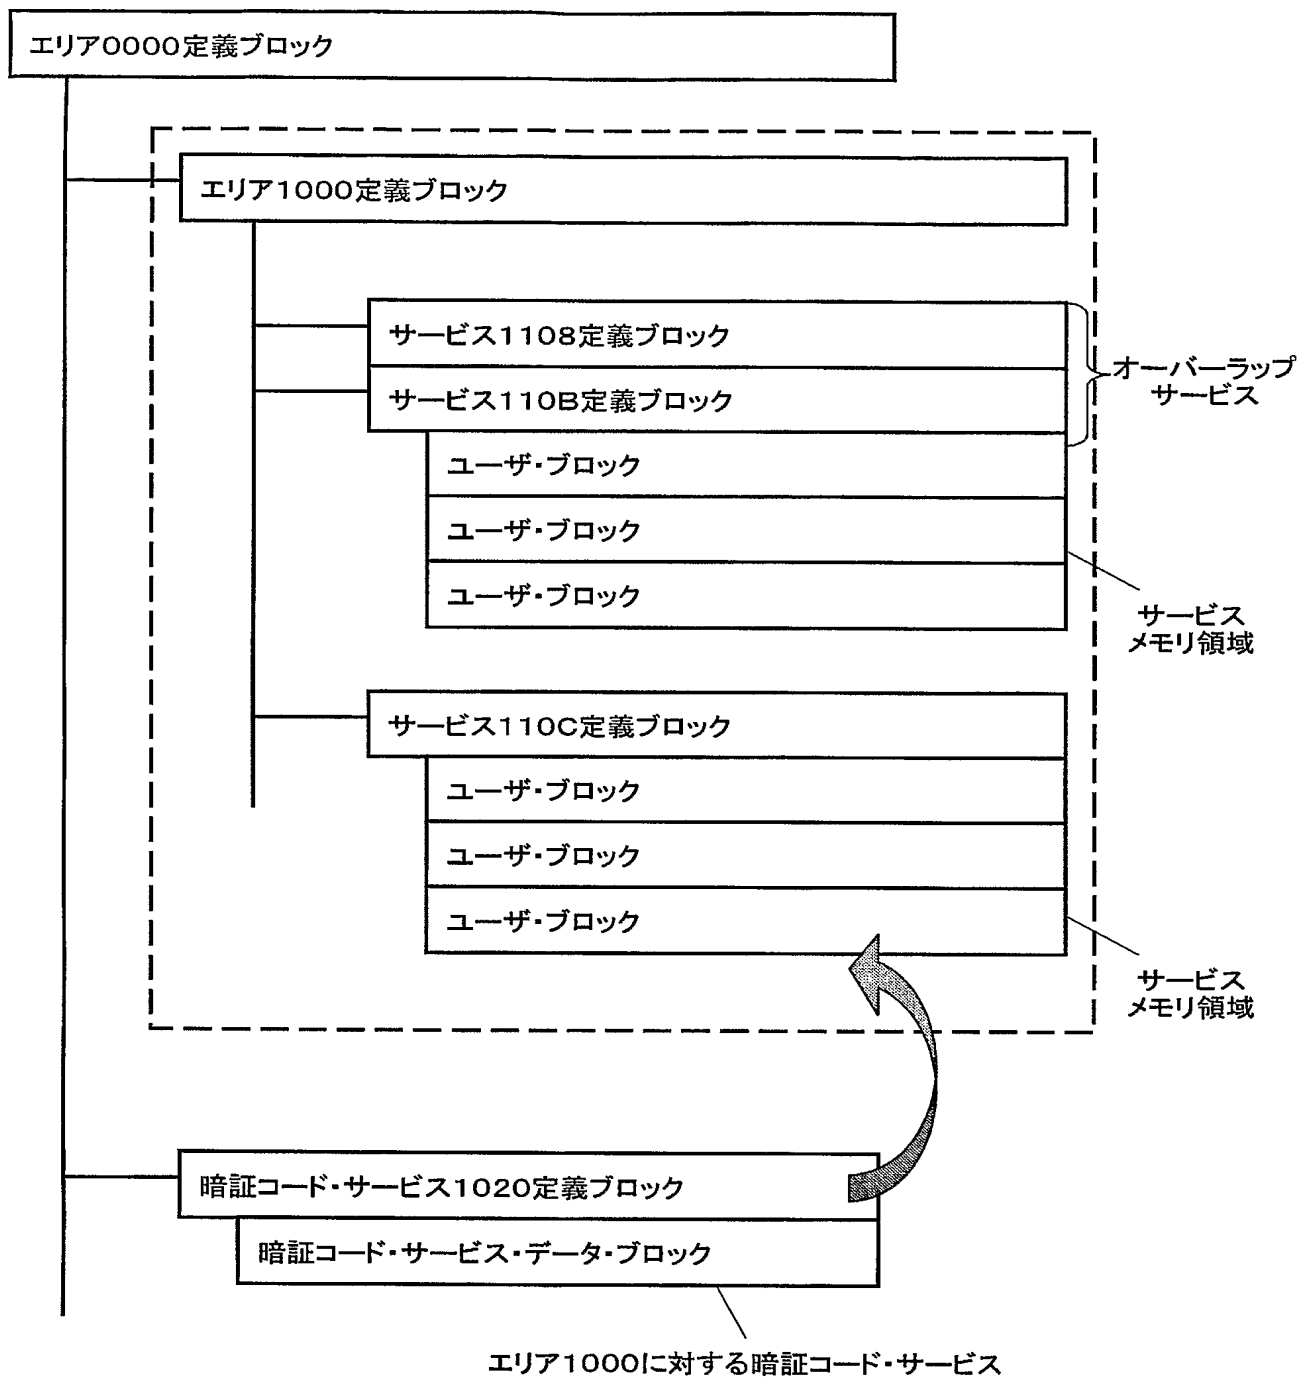 エリア0000定義ブロック
エリア1000定義ブロック
サービス1108定義ブロック
サービス110B定義ブロック
オーバーラップ
サービス
ユーザ・ブロック
ユーザ・ブロック
ユーザ・ブロック
サービス
メモリ領域
サービス110C定義ブロック
ユーザ・ブロック
ユーザ・ブロック
ユーザ・ブロック
サービス
メモリ領域
暗証コード・サービス1020定義ブロック
暗証コード・サービス・データ・ブロック
エリア1000に対する暗証コード・サービス